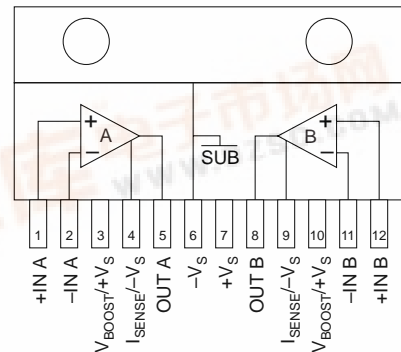 + A B +
– SUB –
1 2 3 4 5 6 7 8 9 10 11 12
+IN A
–IN A
VBOOST/+VS
ISENSE/–VS
OUT A
–VS
+VS
OUT B
ISENSE/–VS
VBOOST/+VS
–IN B
+IN B